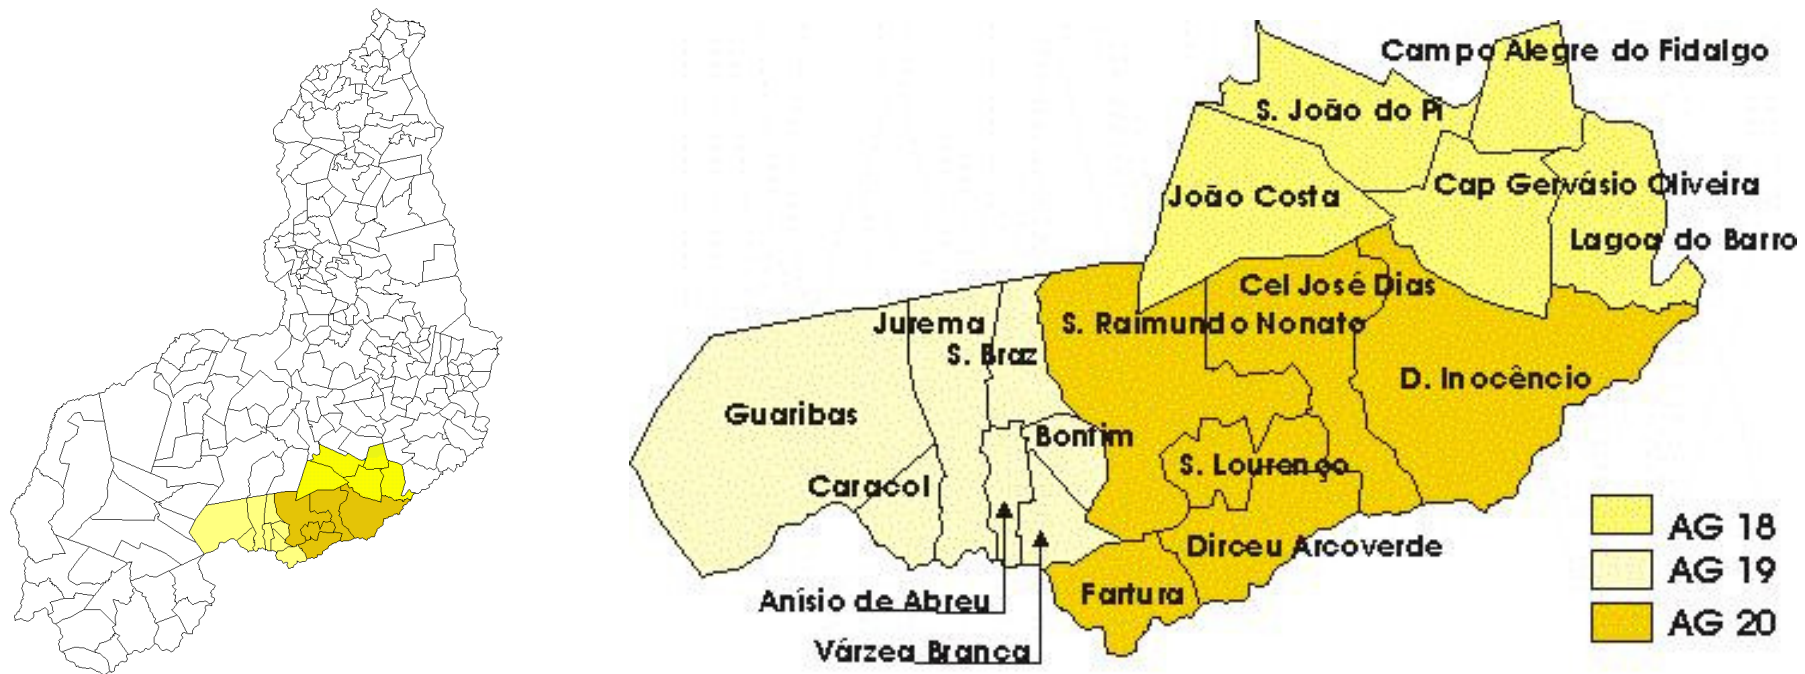 Campo Alegre do Fidalgo
S. João do Pi
João Costa
Cap Gervásio Oliveira
Lagoa do Barro
Cel José Dias
Jurema
S. Raimundo Nonato
S. Braz
D. Inocêncio
Guaribas
Bonfim
S. Lourenço
Caracol
AG 18
Dirceu Arcoverde
AG 19
Anísio de Abreu
Fartura
AG 20
Várzea Branca